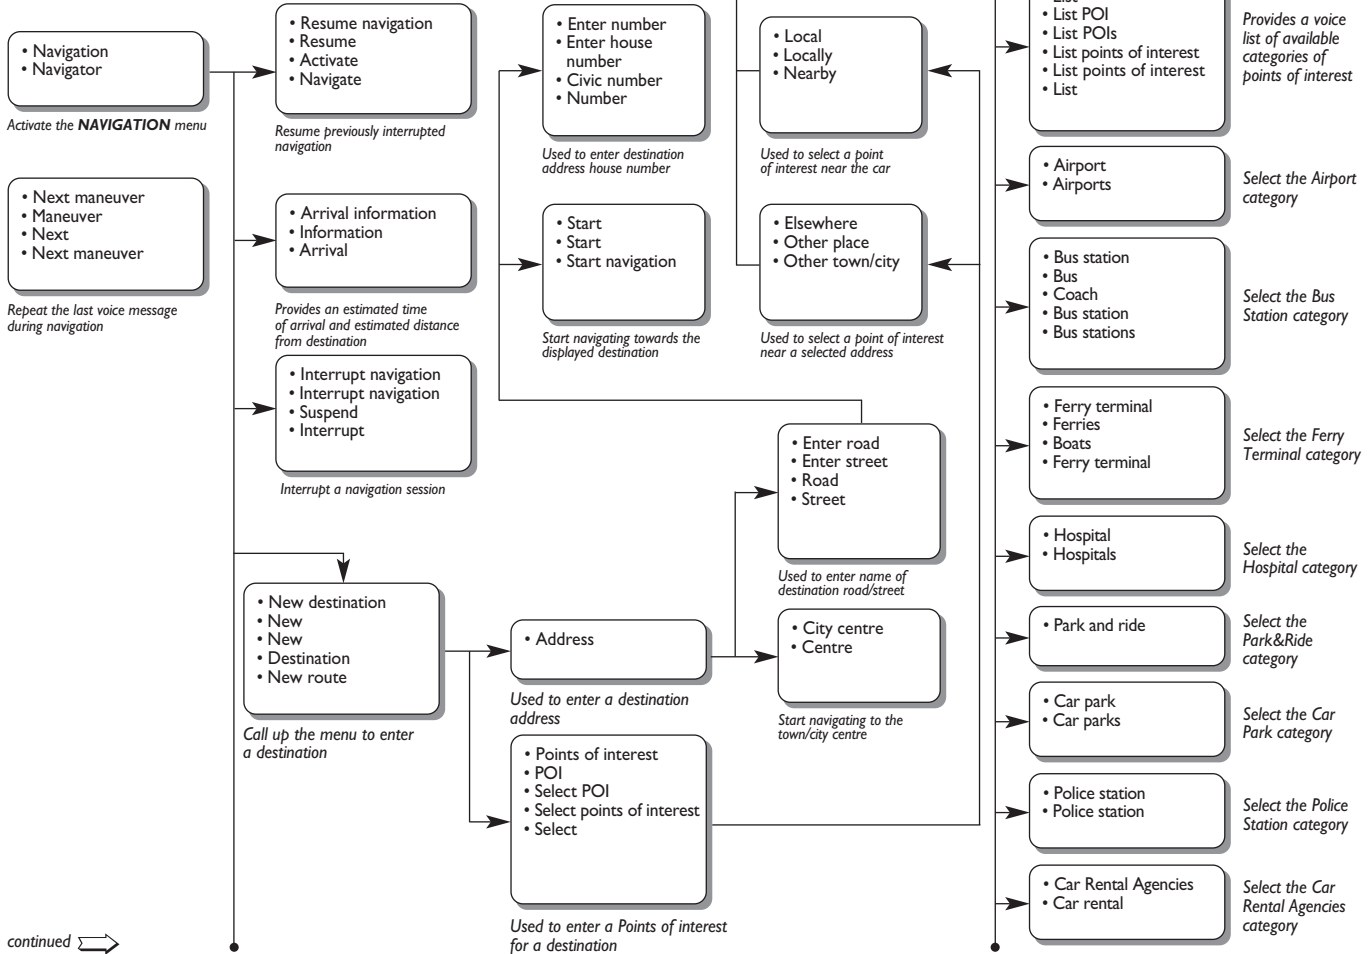 • Navigation
• Navigator
Activate the NAVIGATION menu
• Next maneuver
• Maneuver
• Next
• Next maneuver
Repeat the last voice message
during navigation
• Resume navigation
• Resume
• Activate
• Navigate
Resume previously interrupted
navigation
• Arrival information
• Information
• Arrival
Provides an estimated time
of arrival and estimated distance
from destination
• Interrupt navigation
• Interrupt navigation
• Suspend
• Interrupt
Interrupt a navigation session
• New destination
• New
• New
• Destination
• New route
Call up the menu to enter
a destination
• Enter number
• Enter house
number
• Civic number
• Number
Used to enter destination
address house number
• Start
• Start
• Start navigation
Start navigating towards the
displayed destination
• Address
Used to enter a destination
address
• Points of interest
• POI
• Select POI
• Select points of interest
• Select
Used to enter a Points of interest
for a destination
• Local
• Locally
• Nearby
Used to select a point
of interest near the car
• Elsewhere
• Other place
• Other town/city
Used to select a point of interest
near a selected address
• Enter road
• Enter street
• Road
• Street
Used to enter name of
destination road/street
• City centre
• Centre
Start navigating to the
town/city centre
• List POI
• List POIs
• List points of interest
• List points of interest
• List
Provides a voice
list of available
categories of
points of interest
• Airport
• Airports
Select the Airport
category
• Bus station
• Bus
• Coach
• Bus station
• Bus stations
Select the Bus
Station category
• Ferry terminal
• Ferries
• Boats
• Ferry terminal
Select the Ferry
Terminal category
• Hospital
• Hospitals
Select the
Hospital category
• Park and ride
Select the
Park&Ride
category
• Car park
• Car parks
Select the Car
Park category
• Police station
• Police station
Select the Police
Station category
• Car Rental Agencies
• Car rental
Select the Car
Rental Agencies
category
continued